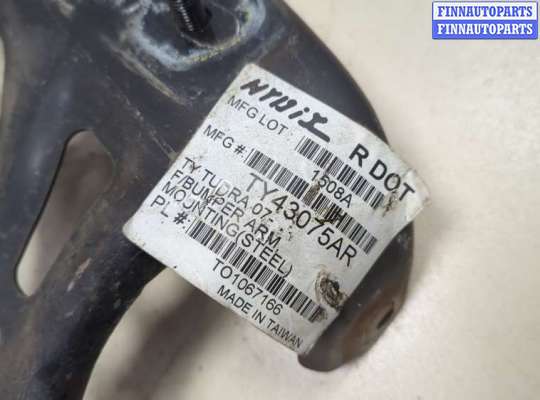 FINNAUTOPARTS
FINNAUTOPARTS
R DOT
MFG LOT:
1508A
MFG #:
TY43075AR
TY TUDRA 07
F/BUMPER ARM
MOUNTING(STEEL)
PL #:
TO1067166
MADE IN TAIWAN